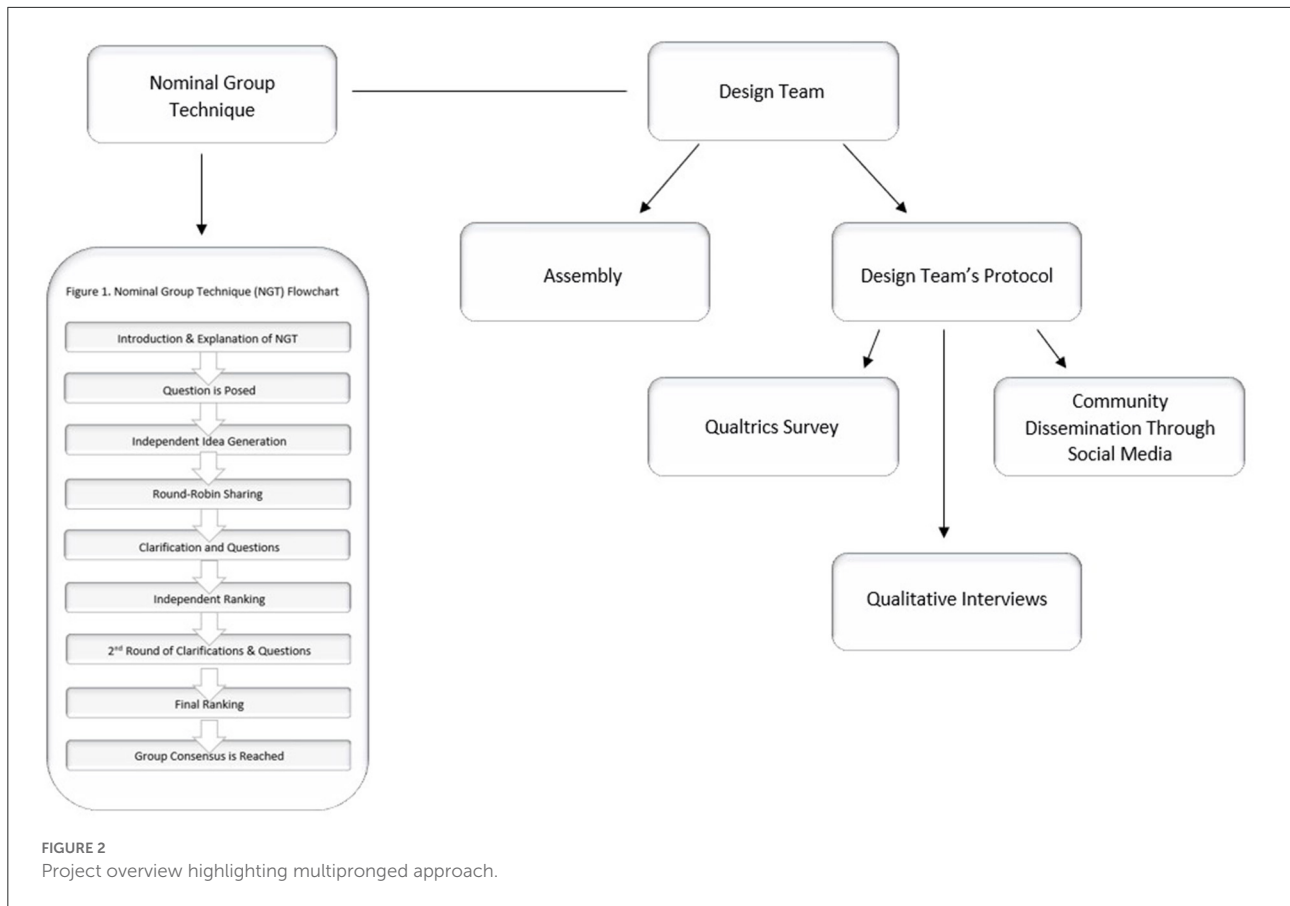 Nominal Group
Technique
Design Team
Assembly
Design Team's Protocol
Qualtrics Survey
Community
Dissemination Through
Social Media
Qualitative Interviews
Figure 1. Nominal Group Technique (NGT) Flowchart
Introduction & Explanation of NGT
Question is Posed
Independent Idea Generation
Round-Robin Sharing
Clarification and Questions
Independent Ranking
2nd Round of Clarifications & Questions
Final Ranking
Group Consensus is Reached
FIGURE 2
Project overview highlighting multipronged approach.